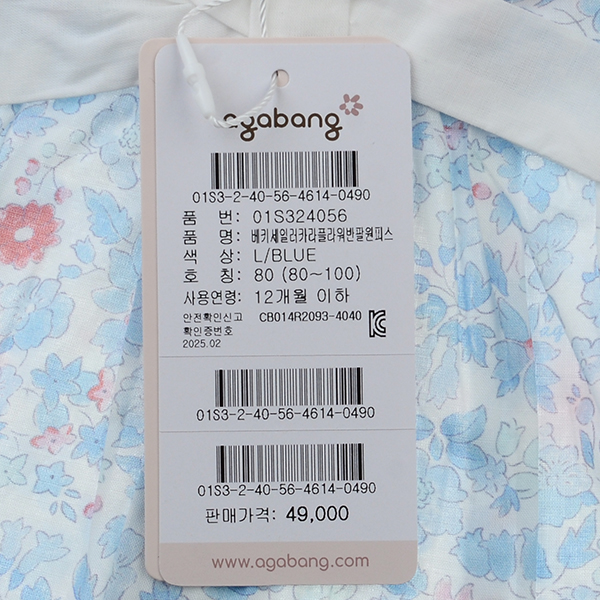 agabang
01S3-2-40-56-4614-0490
품 번: 01S324056
품 명: 베키세일러카라플라워반팔원피스
색 상: L/BLUE
호 칭: 80 (80~100)
사용연령: 12개월 이하
안전확인신고 CB014R2093-4040
확인증번호
2025.02
01S3-2-40-56-4614-0490
01S3-2-40-56-4614-0490
판매가격: 49,000
www.agabang.com